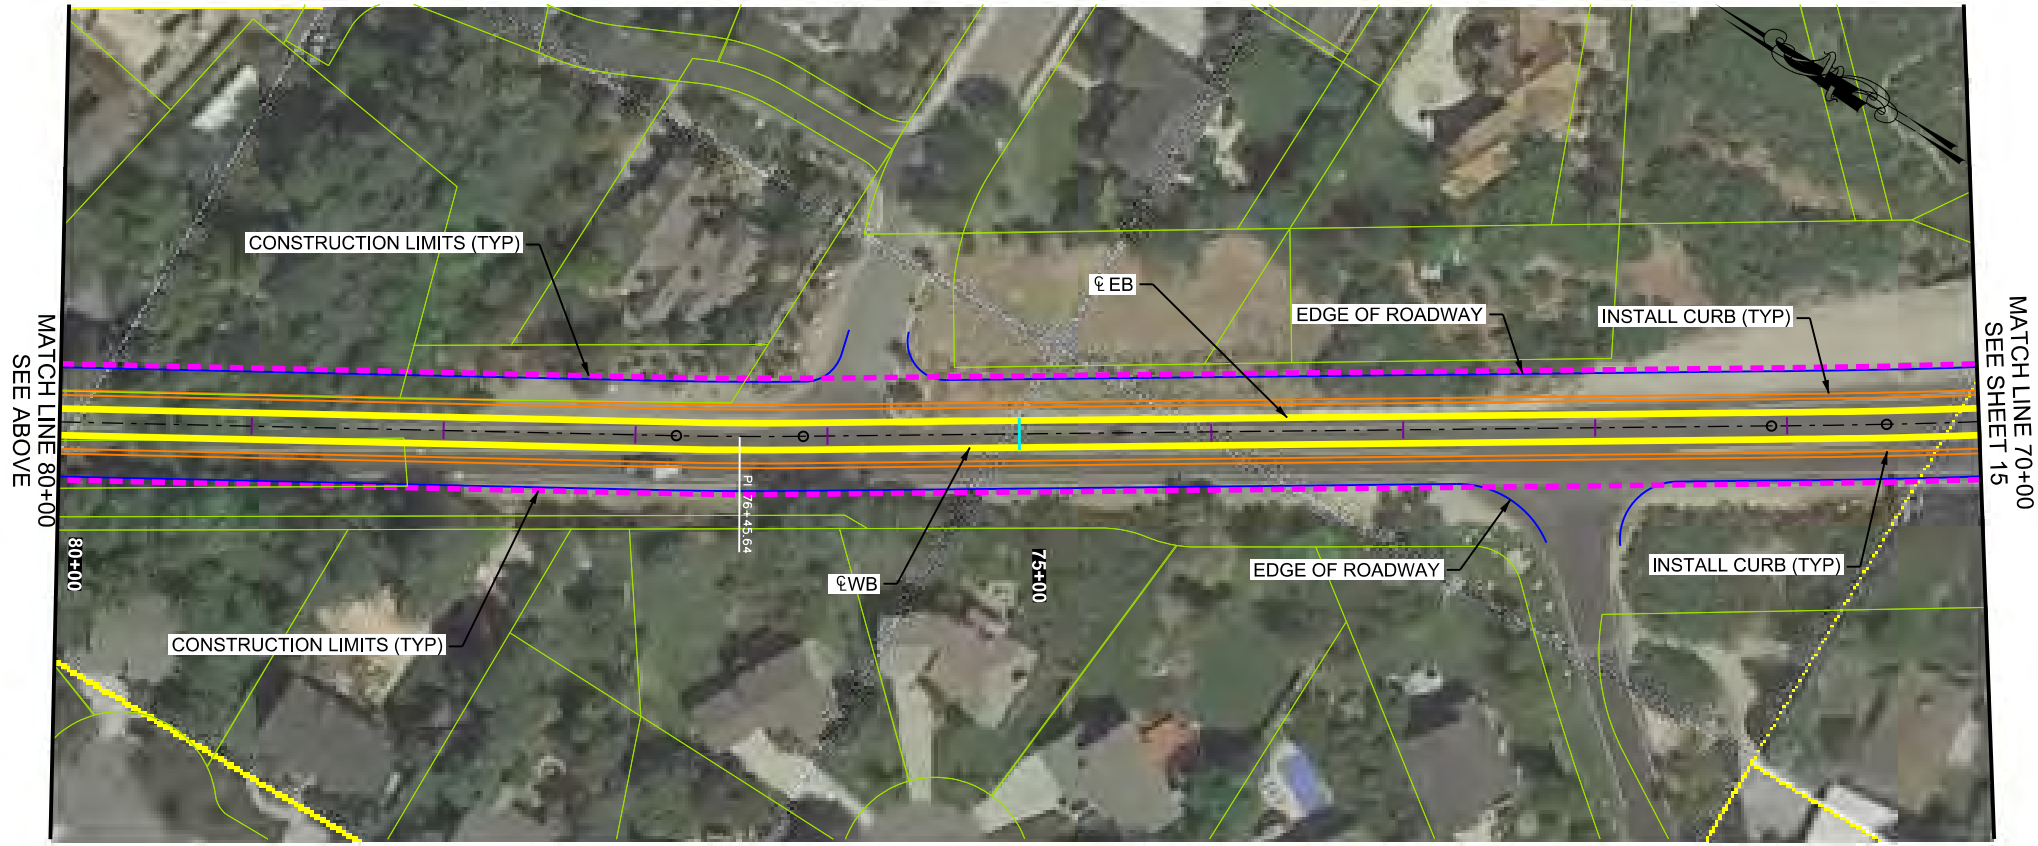 CONSTRUCTION LIMITS (TYP)
℄ EB
EDGE OF ROADWAY
INSTALL CURB (TYP)
MATCH LINE 80+00
SEE ABOVE
MATCH LINE 70+00
SEE SHEET 15
PI 76+45.64
80+00
75+00
℄ WB
EDGE OF ROADWAY
INSTALL CURB (TYP)
CONSTRUCTION LIMITS (TYP)